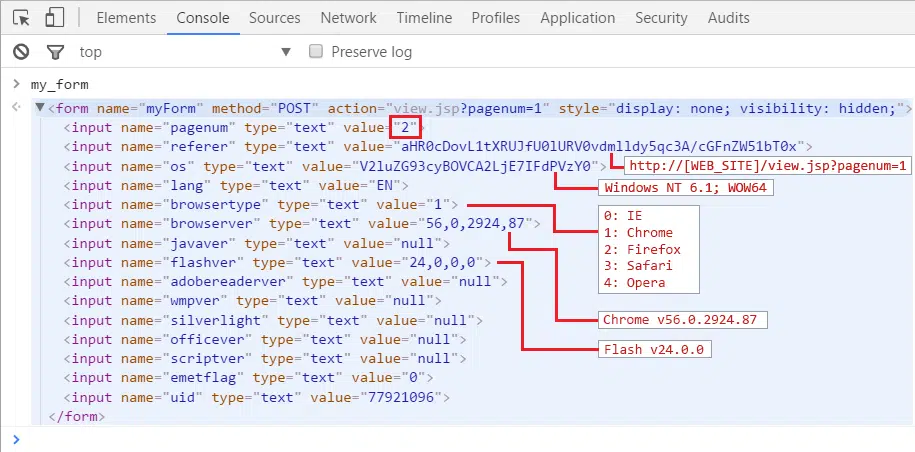 Elements Console Sources Network Timeline Profiles Application Security Audits
top ▼ Preserve log
> my_form
▼<form name="myForm" method="POST" action="view.jsp?pagenum=1" style="display: none; visibility: hidden;">
<input name="pagenum" type="text" value="2">
<input name="referer" type="text" value="aHR0cDovL1tXRUJfU0lURV0vdmlldy5qc3A/cGFnZW51bT0x">
<input name="os" type="text" value="V2luZG93cyBOVCA2LjE7IFdPVzY0"> http://[WEB_SITE]/view.jsp?pagenum=1
<input name="lang" type="text" value="EN"> Windows NT 6.1; WOW64
<input name="browsertype" type="text" value="1"> 0: IE
<input name="browserver" type="text" value="56,0,2924,87"> 1: Chrome
<input name="javaver" type="text" value="null"> 2: Firefox
<input name="flashver" type="text" value="24,0,0,0"> 3: Safari
<input name="adobereaderver" type="text" value="null"> 4: Opera
<input name="wmpver" type="text" value="null">
<input name="silverlight" type="text" value="null"> Chrome v56.0.2924.87
<input name="officever" type="text" value="null">
<input name="scriptver" type="text" value="null"> Flash v24.0.0
<input name="emetflag" type="text" value="0">
<input name="uid" type="text" value="77921096">
</form>
>